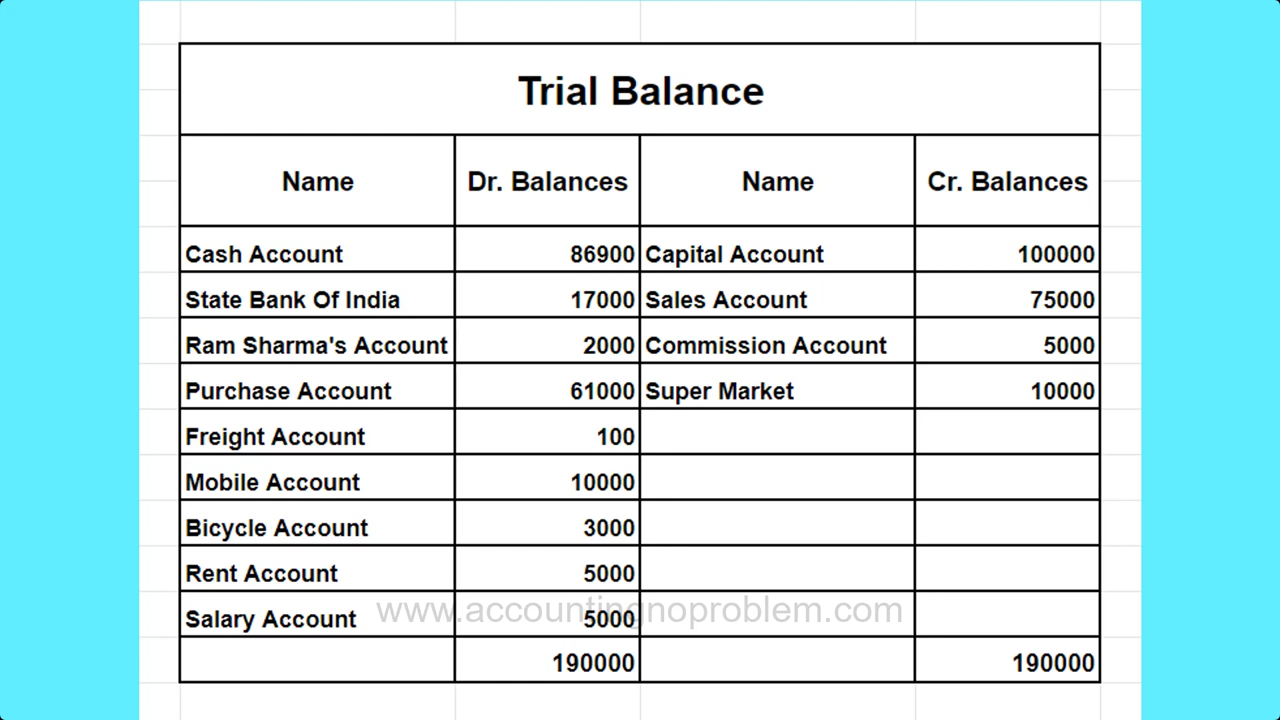 Trial Balance
Name Dr. Balances Name Cr. Balances
Cash Account 86900 Capital Account 100000
State Bank Of India 17000 Sales Account 75000
Ram Sharma's Account 2000 Commission Account 5000
Purchase Account 61000 Super Market 10000
Freight Account 100
Mobile Account 10000
Bicycle Account 3000
Rent Account 5000
www.accountingnoproblem.com
Salary Account 5000
190000 190000